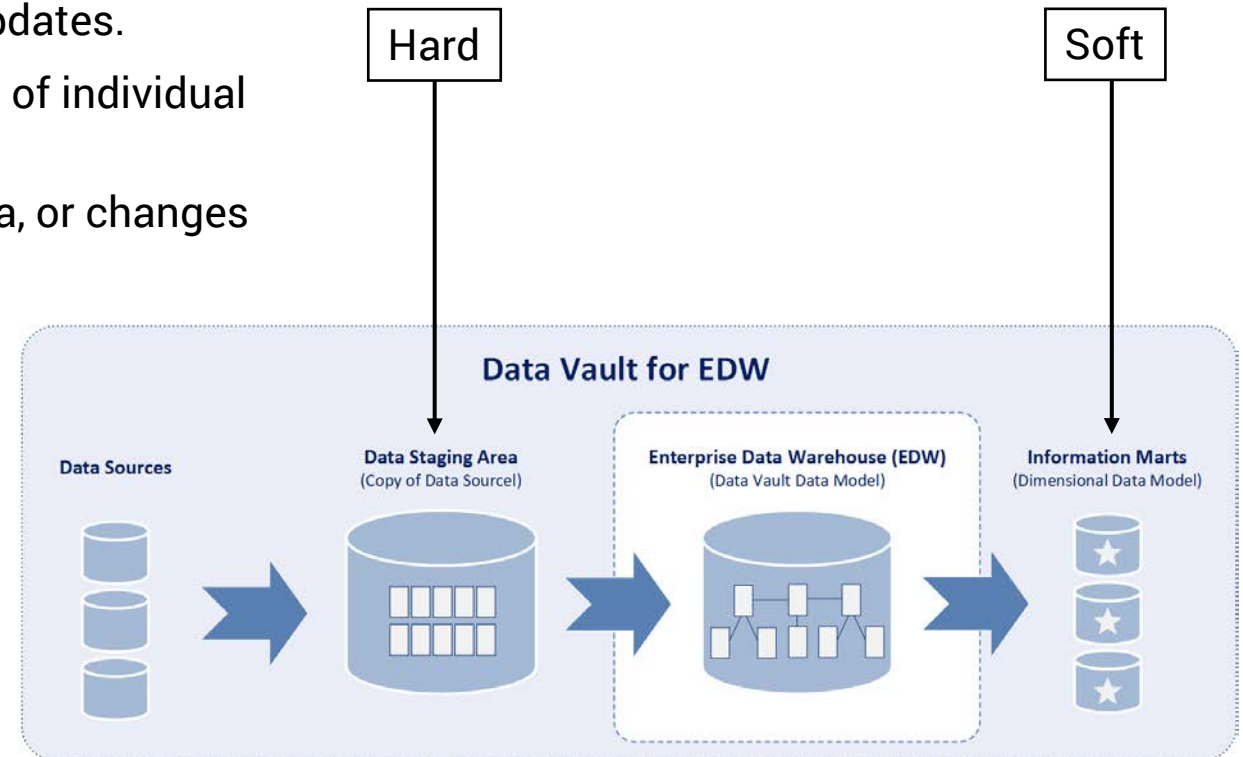 pdates.
of individual
a, or changes
Hard
Soft
Data Vault for EDW
Data Sources
Data Staging Area
(Copy of Data Sourcel)
Enterprise Data Warehouse (EDW)
(Data Vault Data Model)
Information Marts
(Dimensional Data Model)